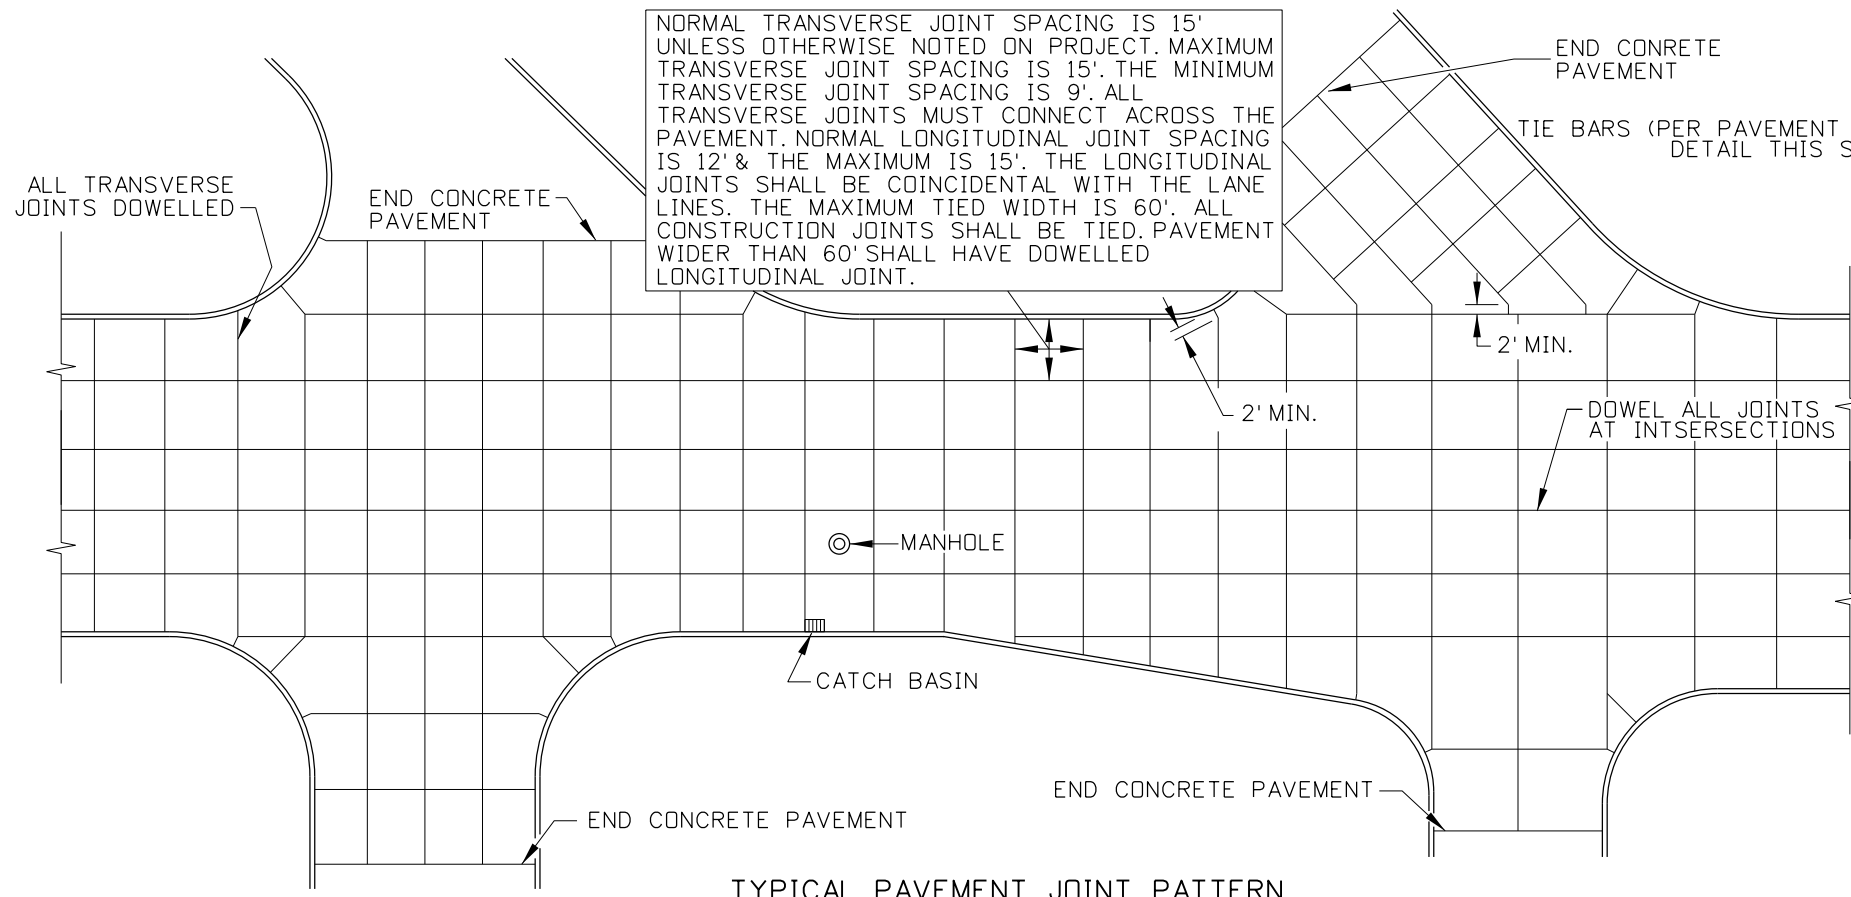 NORMAL TRANSVERSE JOINT SPACING IS 15'
UNLESS OTHERWISE NOTED ON PROJECT. MAXIMUM
TRANSVERSE JOINT SPACING IS 15'. THE MINIMUM
TRANSVERSE JOINT SPACING IS 9'. ALL
TRANSVERSE JOINTS MUST CONNECT ACROSS THE
PAVEMENT. NORMAL LONGITUDINAL JOINT SPACING
IS 12' & THE MAXIMUM IS 15'. THE LONGITUDINAL
JOINTS SHALL BE COINCIDENTAL WITH THE LANE
LINES. THE MAXIMUM TIED WIDTH IS 60'. ALL
CONSTRUCTION JOINTS SHALL BE TIED. PAVEMENT
WIDER THAN 60' SHALL HAVE DOWELLED
LONGITUDINAL JOINT.
END CONRETE
PAVEMENT
TIE BARS (PER PAVEMENT
DETAIL THIS S
ALL TRANSVERSE
JOINTS DOWELLED
END CONCRETE
PAVEMENT
2' MIN.
2' MIN.
DOWEL ALL JOINTS
AT INTSERSECTIONS
MANHOLE
CATCH BASIN
END CONCRETE PAVEMENT
END CONCRETE PAVEMENT
TYPICAL PAVEMENT JOINT PATTERN